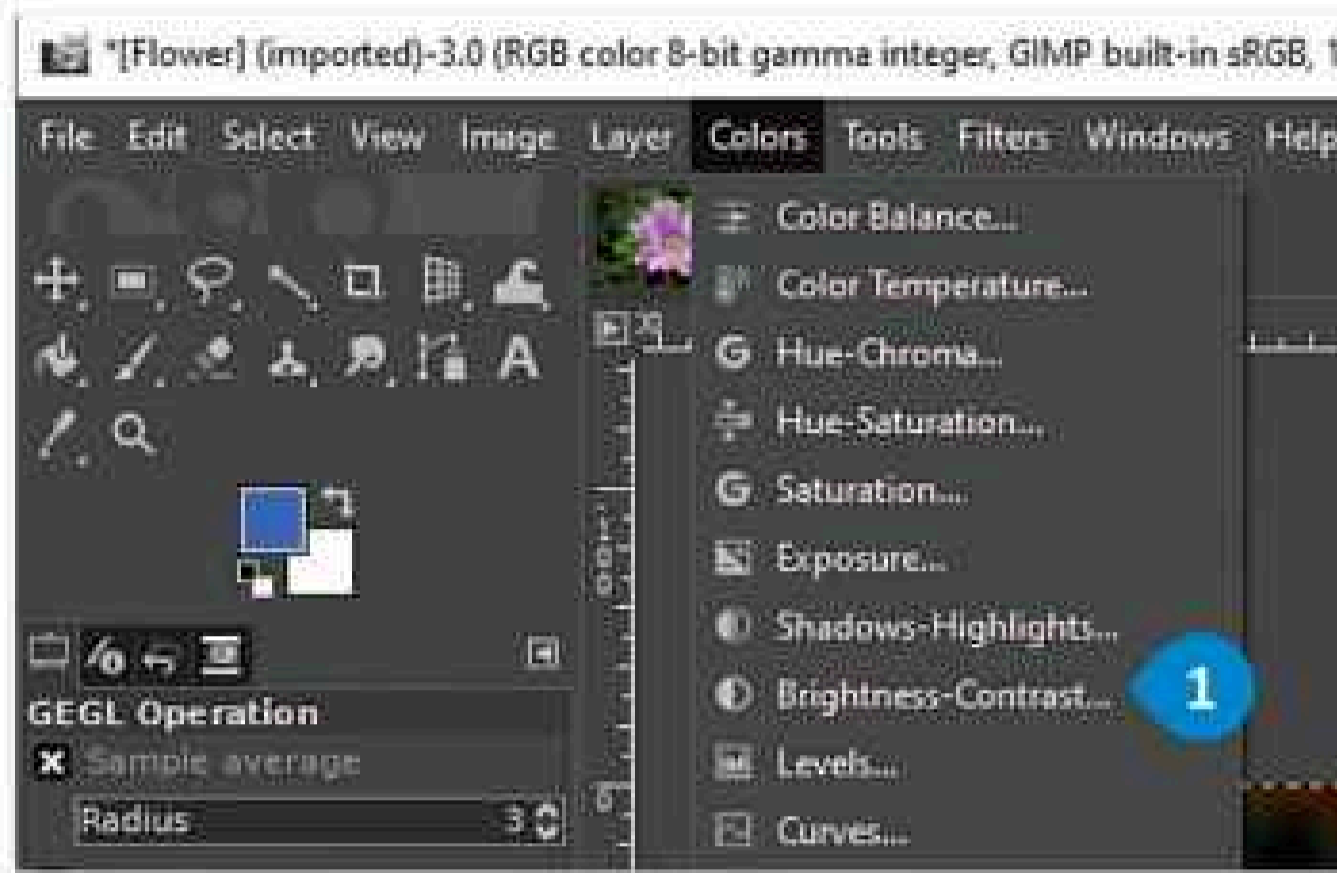 *[Flower] (imported)-3.0 (RGB color 8-bit gamma integer, GIMP built-in sRGB, 1
File Edit Select View Image Layer Colors Tools Filters Windows Help
Color Balance...
Color Temperature...
Hue-Chroma...
Hue-Saturation...
Saturation...
Exposure...
Shadows-Highlights...
Brightness-Contrast...
1
Levels...
Curves...
GEGL Operation
Sample average
Radius 3